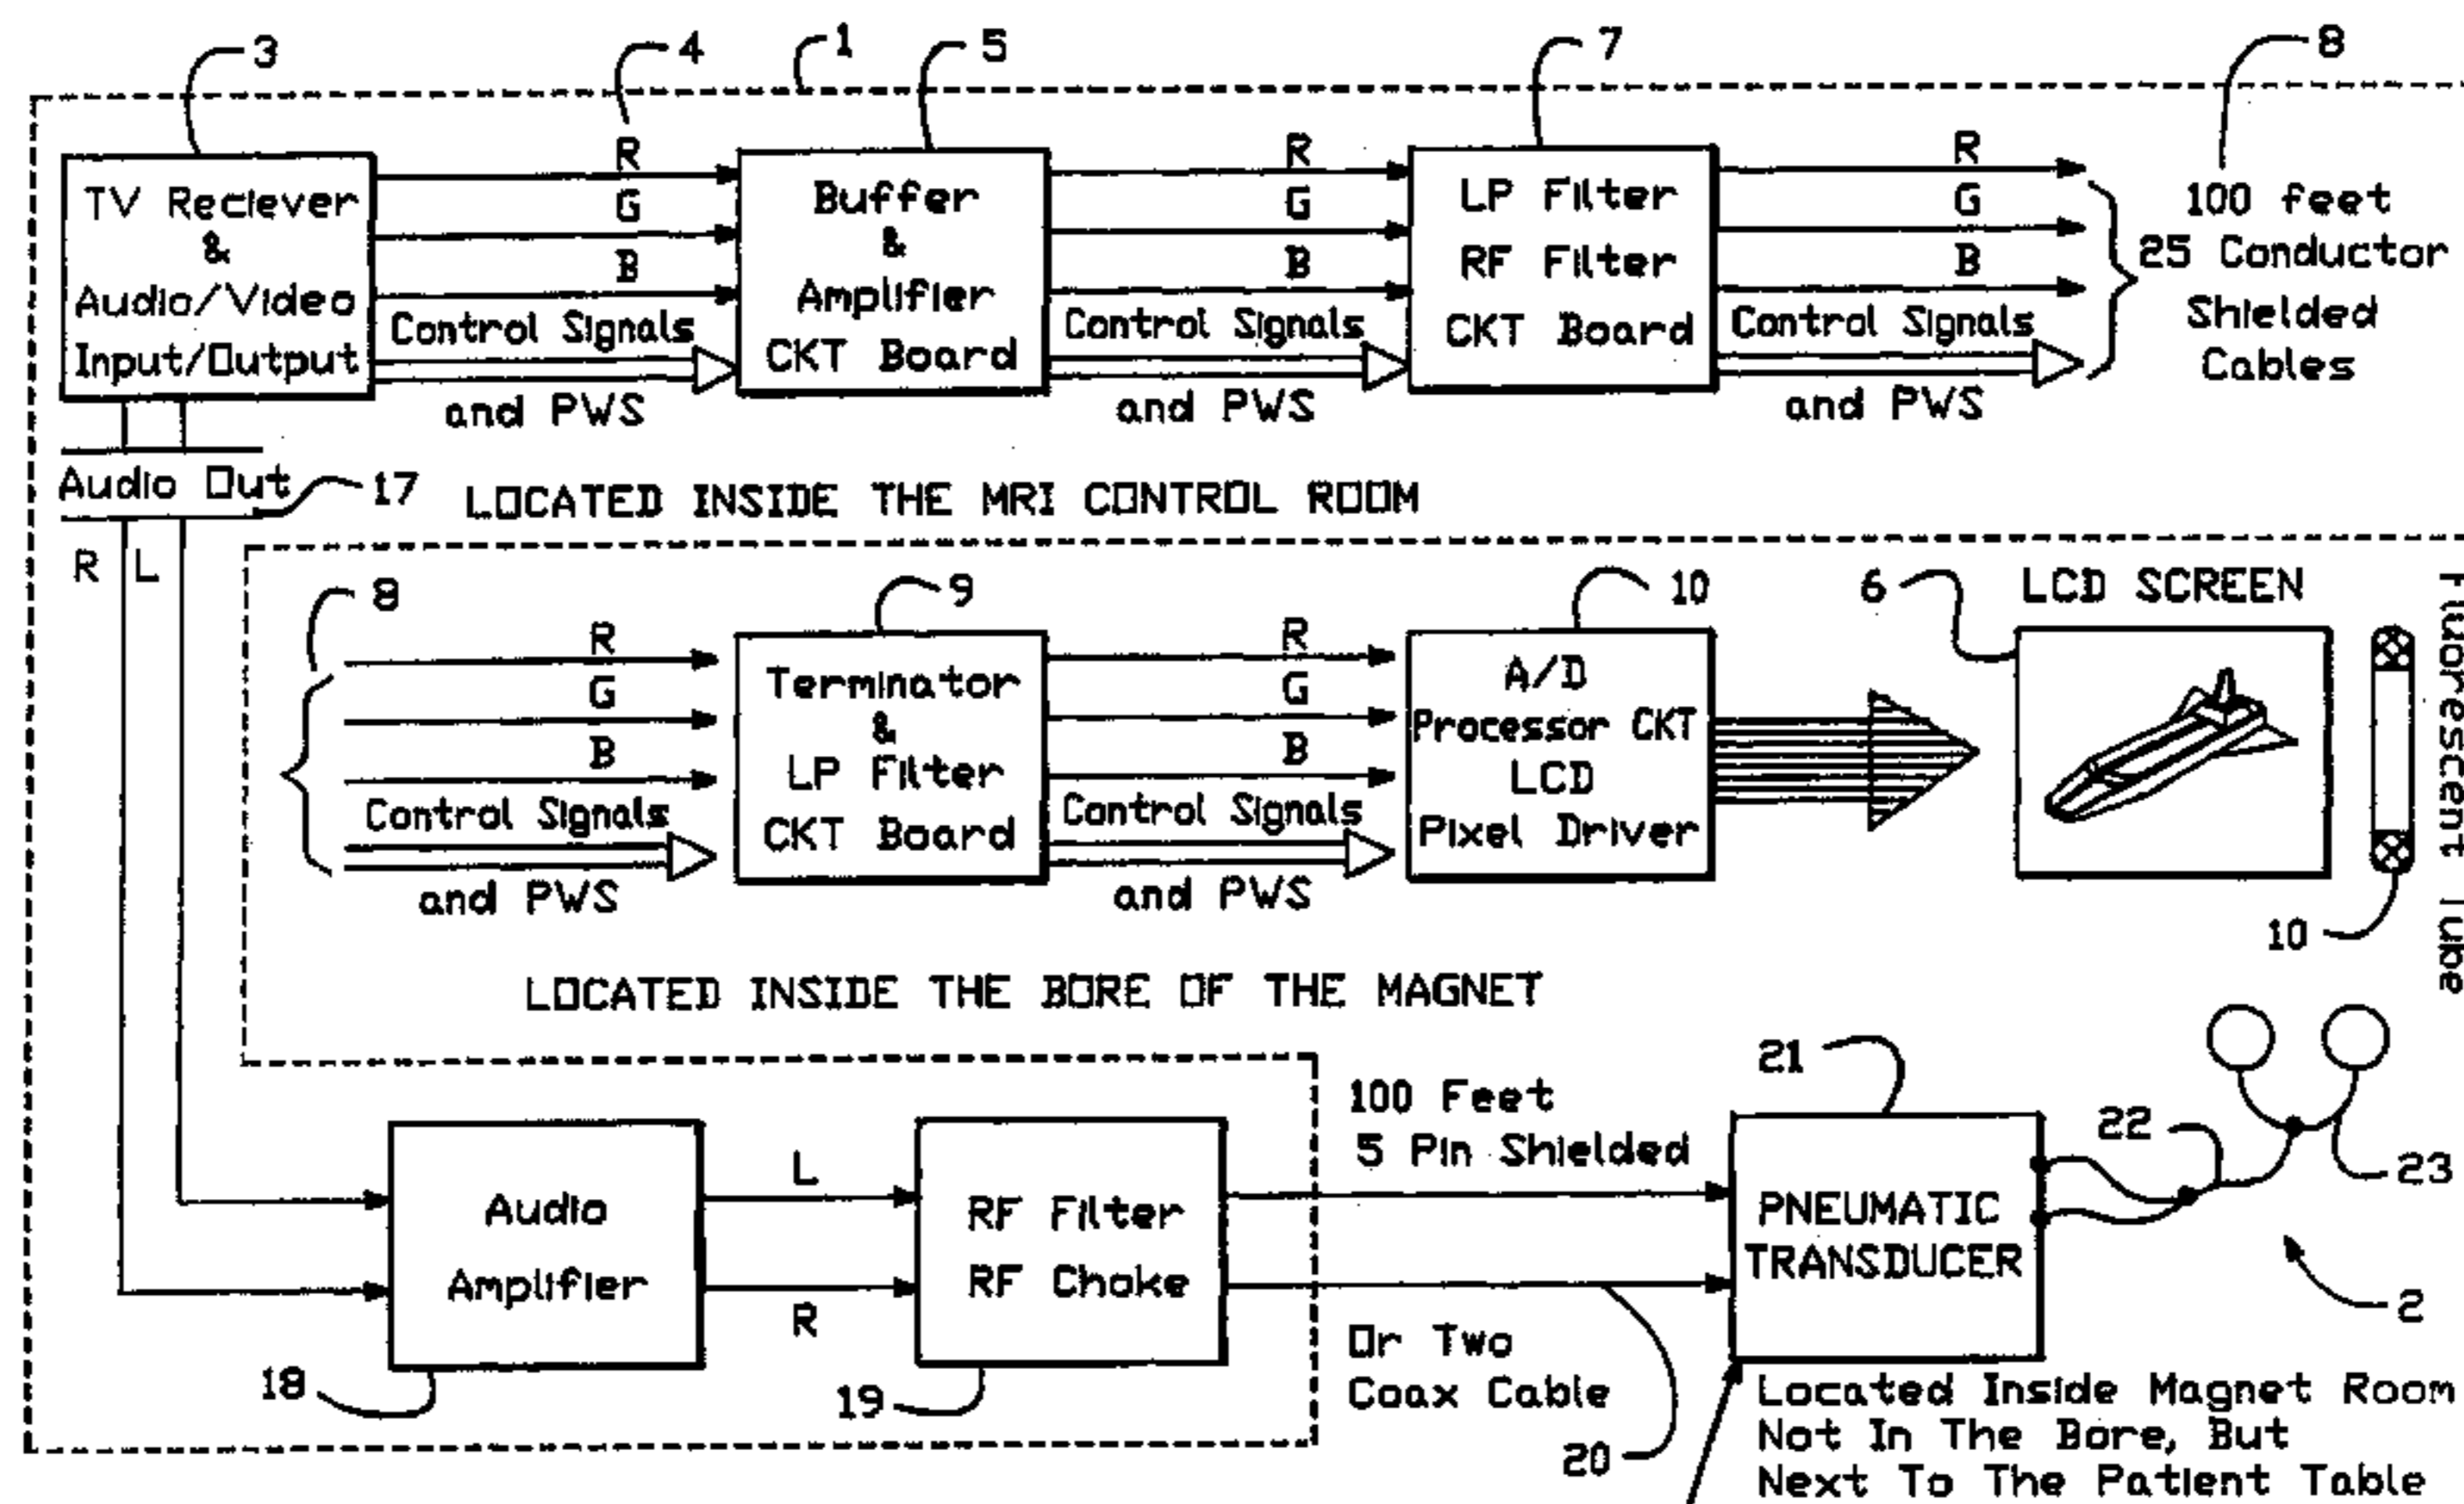 3
4
1
5
7
8
TV Reciever
&
Audio/Video
Input/Output
R
G
B
Control Signals
and PWS
Buffer
&
Amplifier
CKT Board
R
G
B
Control Signals
and PWS
LP Filter
RF Filter
CKT Board
R
G
B
Control Signals
and PWS
100 feet
25 Conductor
Shielded
Cables
Audio Out
17
R L
LOCATED INSIDE THE MRI CONTROL ROOM
8
R
G
B
Control Signals
and PWS
9
Terminator
&
LP Filter
CKT Board
R
G
B
Control Signals
and PWS
10
A/D
Processor CKT
LCD
Pixel Driver
6
LCD SCREEN
Fluorescent Tube
10
LOCATED INSIDE THE BORE OF THE MAGNET
Audio
Amplifier
18
L
R
RF Filter
RF Choke
19
100 Feet
5 Pin Shielded
Or Two
Coax Cable
20
21
PNEUMATIC
TRANSDUCER
22
23
2
Located Inside Magnet Room
Not In The Bore, But
Next To The Patient Table